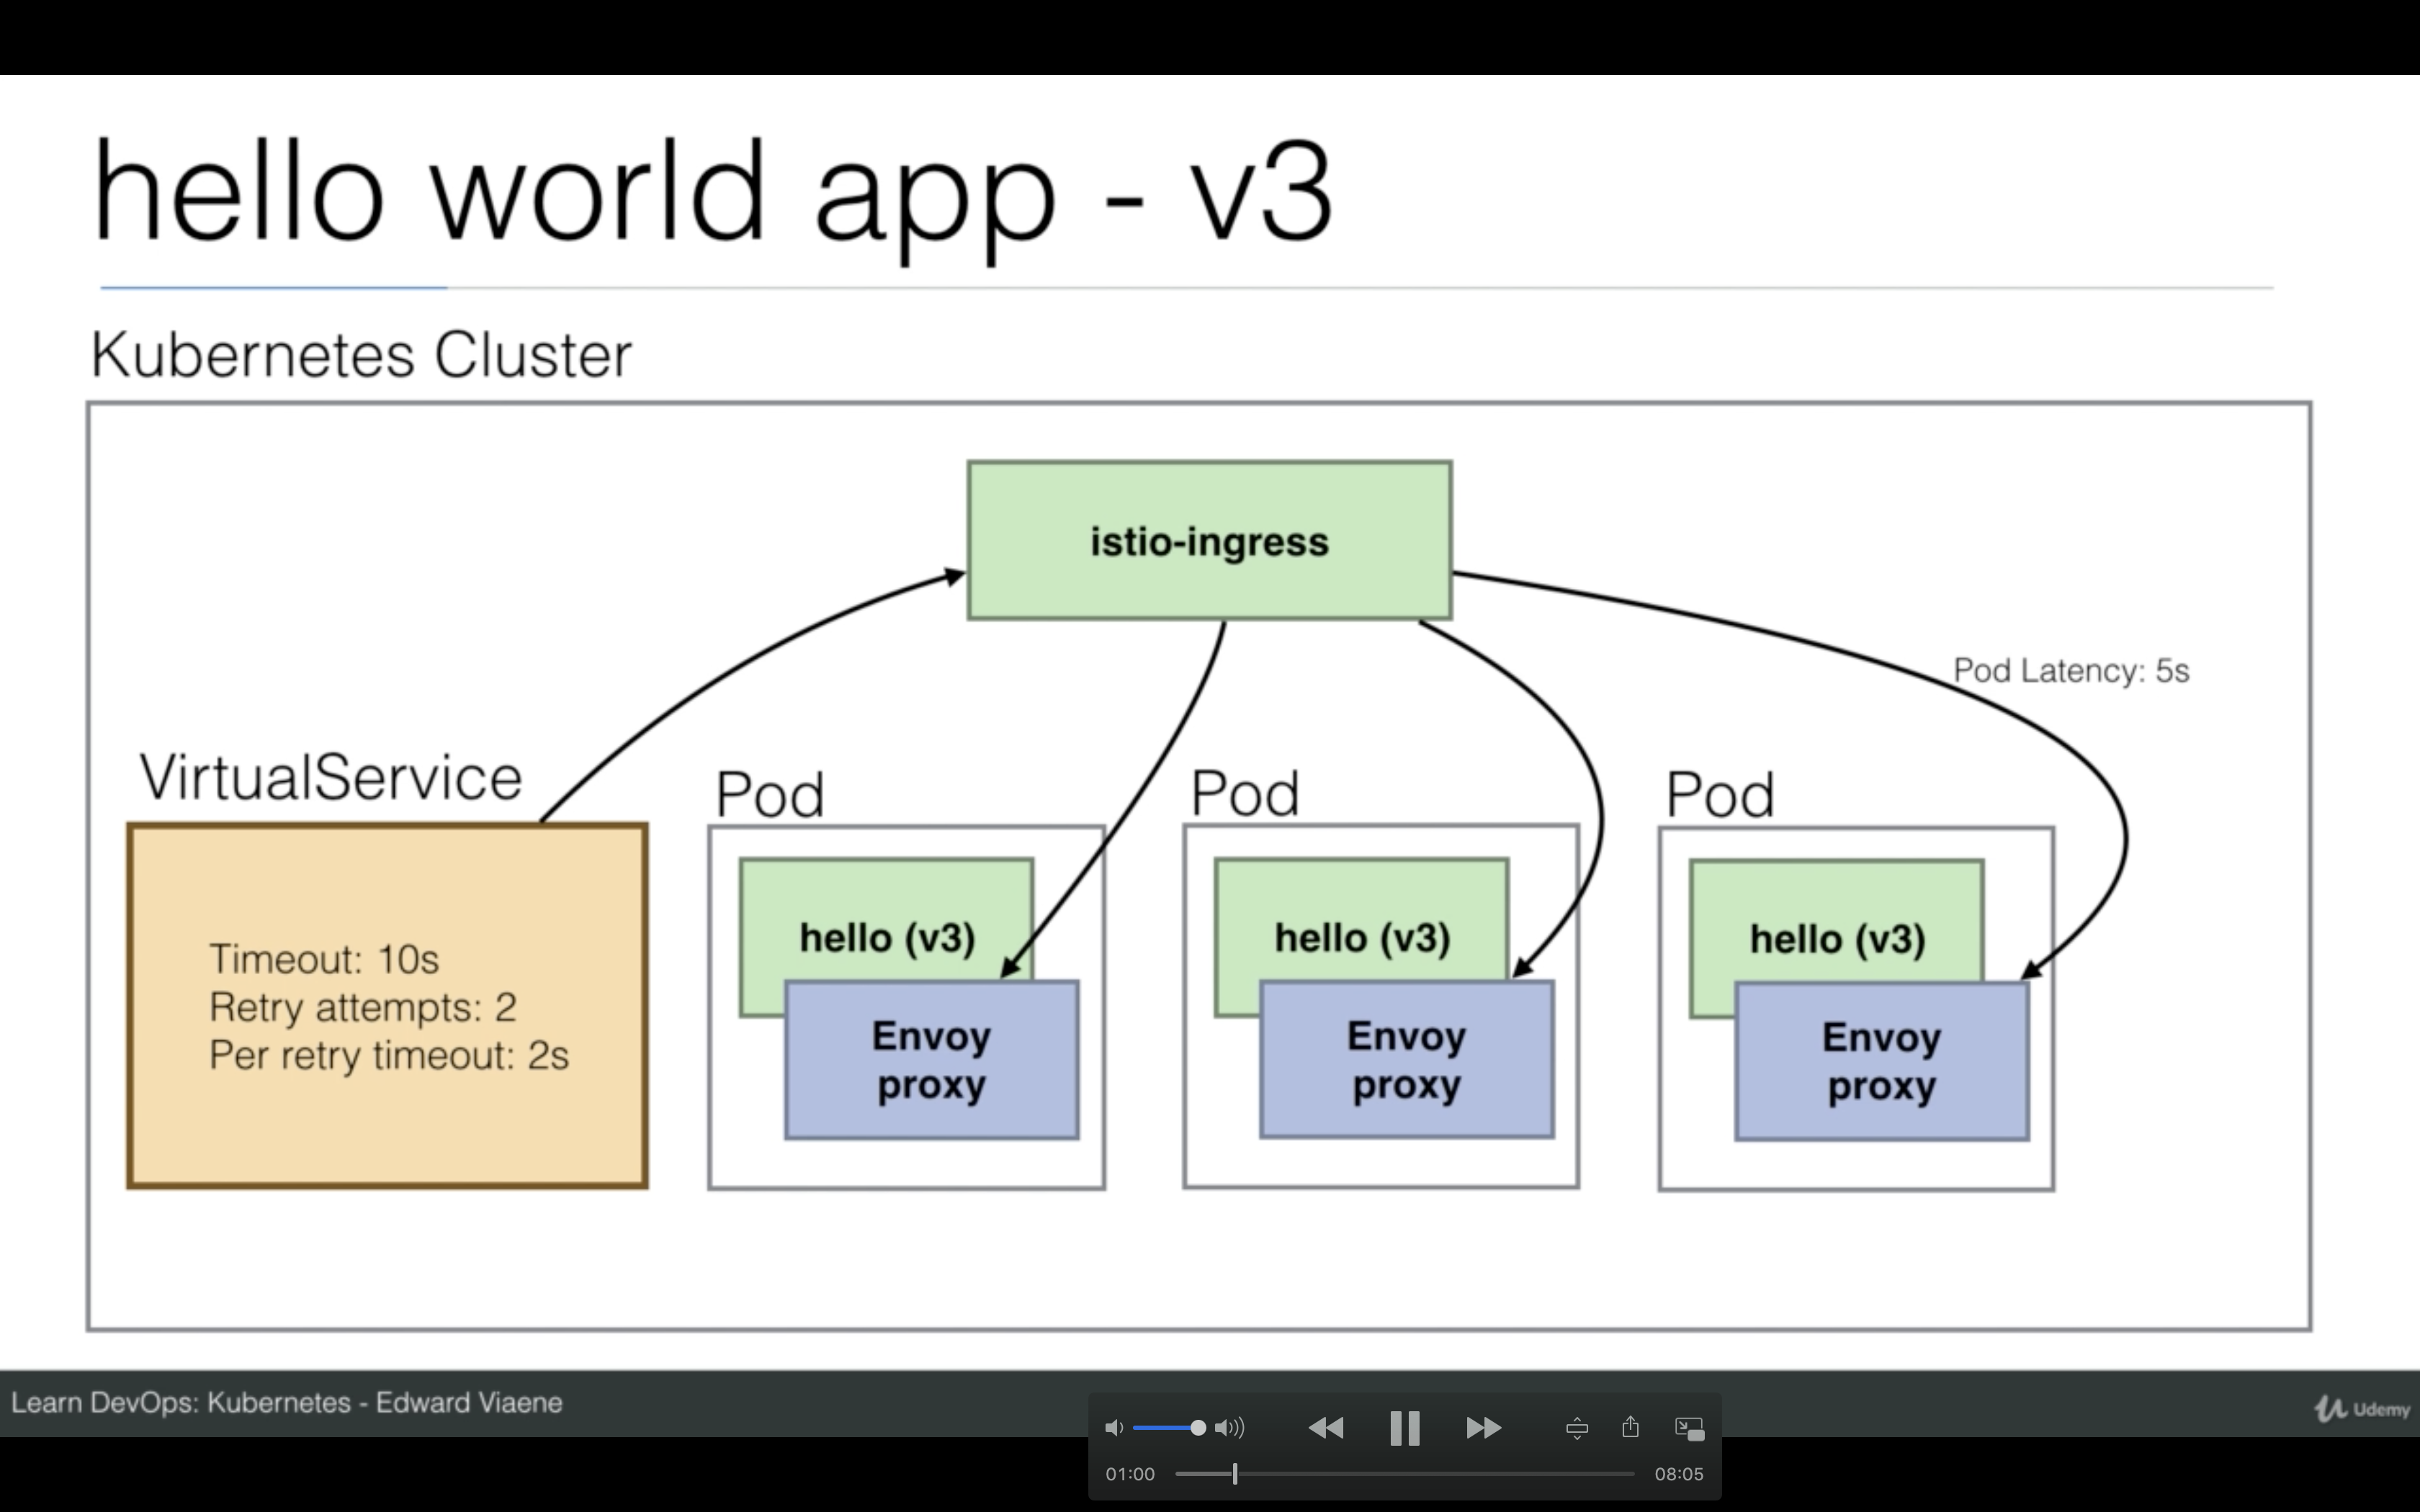 hello world app - v3
Kubernetes Cluster
istio-ingress
Pod Latency: 5s
VirtualService
Timeout: 10s
Retry attempts: 2
Per retry timeout: 2s
Pod
hello (v3)
Envoy
proxy
Pod
hello (v3)
Envoy
proxy
Pod
hello (v3)
Envoy
proxy
Learn DevOps: Kubernetes - Edward Viaene
Udemy
01:00
08:05